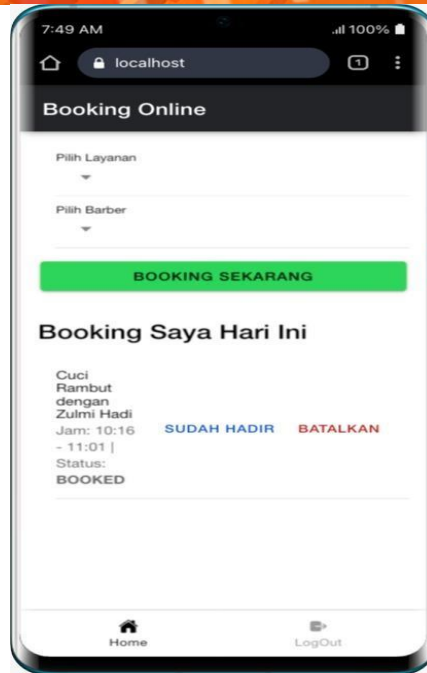 7:49 AM .ıll 100%
localhost 1
Booking Online
Pilih Layanan
Pilih Barber
BOOKING SEKARANG
Booking Saya Hari Ini
Cuci
Rambut
dengan
Zulmi Hadi
Jam: 10:16
- 11:01 |
Status:
BOOKED
SUDAH HADIR BATALKAN
Home LogOut